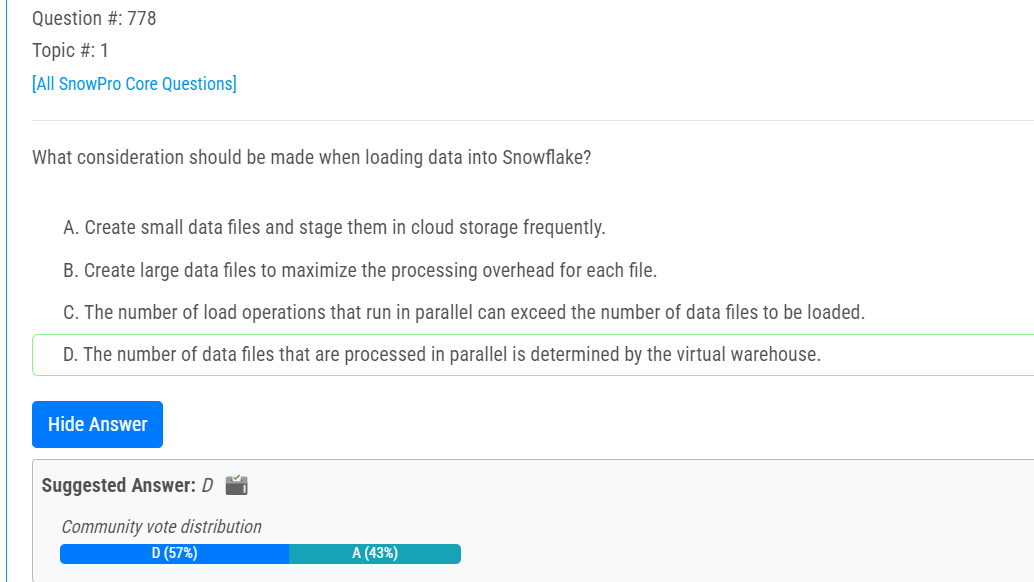 Question #: 778
Topic #: 1
[All SnowPro Core Questions]
What consideration should be made when loading data into Snowflake?
A. Create small data files and stage them in cloud storage frequently.
B. Create large data files to maximize the processing overhead for each file.
C. The number of load operations that run in parallel can exceed the number of data files to be loaded.
D. The number of data files that are processed in parallel is determined by the virtual warehouse.
Hide Answer
Suggested Answer: D
Community vote distribution
D (57%) A (43%)